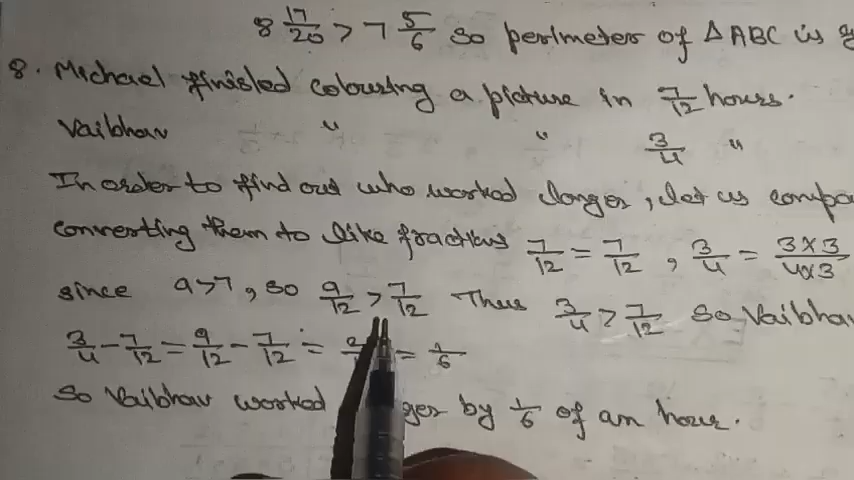 8 17/20 > 7 5/6 so perimeter of △ABC is
8. Michael finisled colouring a picture in 7/12 hours.
Vaibhav " " 3/4 "
In order to find out who worked longer, let us compa
converting them to like fractions 7/12 = 7/12, 3/4 = 3×3/4×3
since 9>7, so 9/12 > 7/12 Thus 3/4 > 7/12 So Vaibhav
3/4 - 7/12 = 9/12 - 7/12 = = 1/6
So Vaibhav worked ger by 1/6 of an hour.